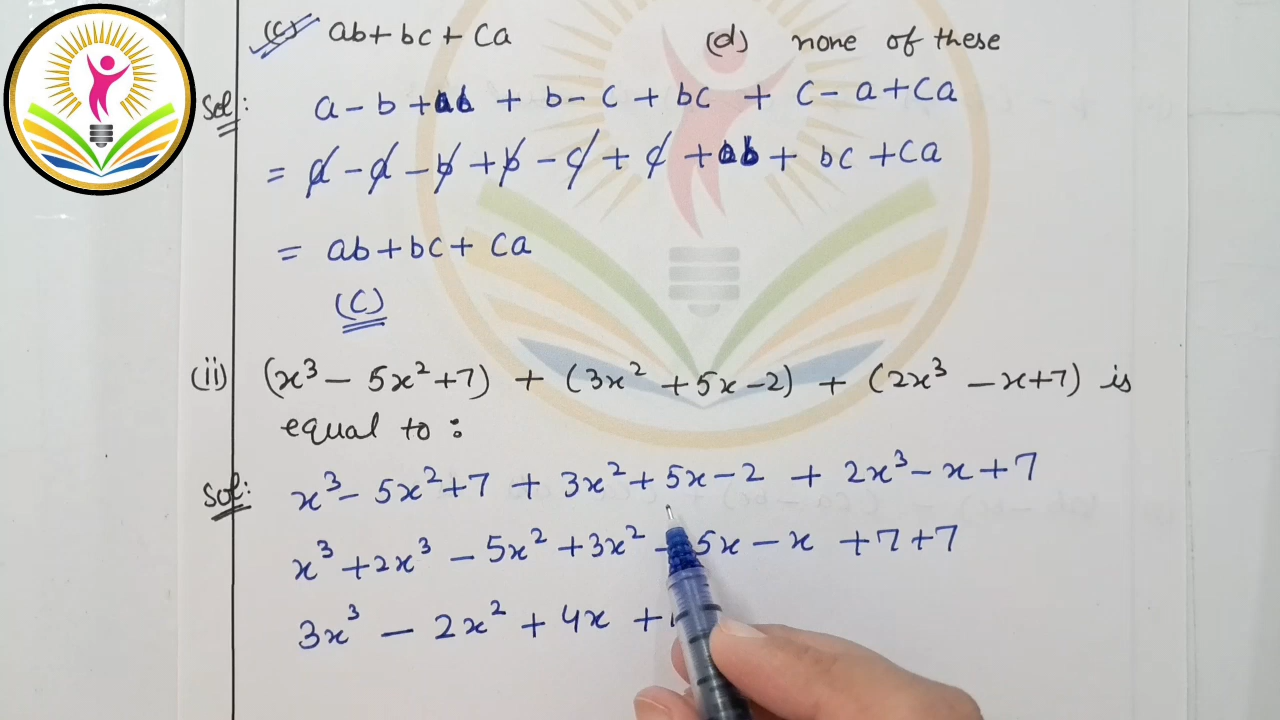 (c) ab+bc+ca (d) none of these
Sol: a-b+ab + b-c+bc + c-a+ca
= a-a-b+b-c+c+ab+bc+ca
= ab+bc+ca
(C)
(ii) (x³-5x²+7) + (3x²+5x-2) + (2x³-x+7) is
equal to:
Sol: x³-5x²+7 + 3x²+5x-2 + 2x³-x+7
x³+2x³-5x²+3x² 5x-x+7+7
3x³-2x²+4x+